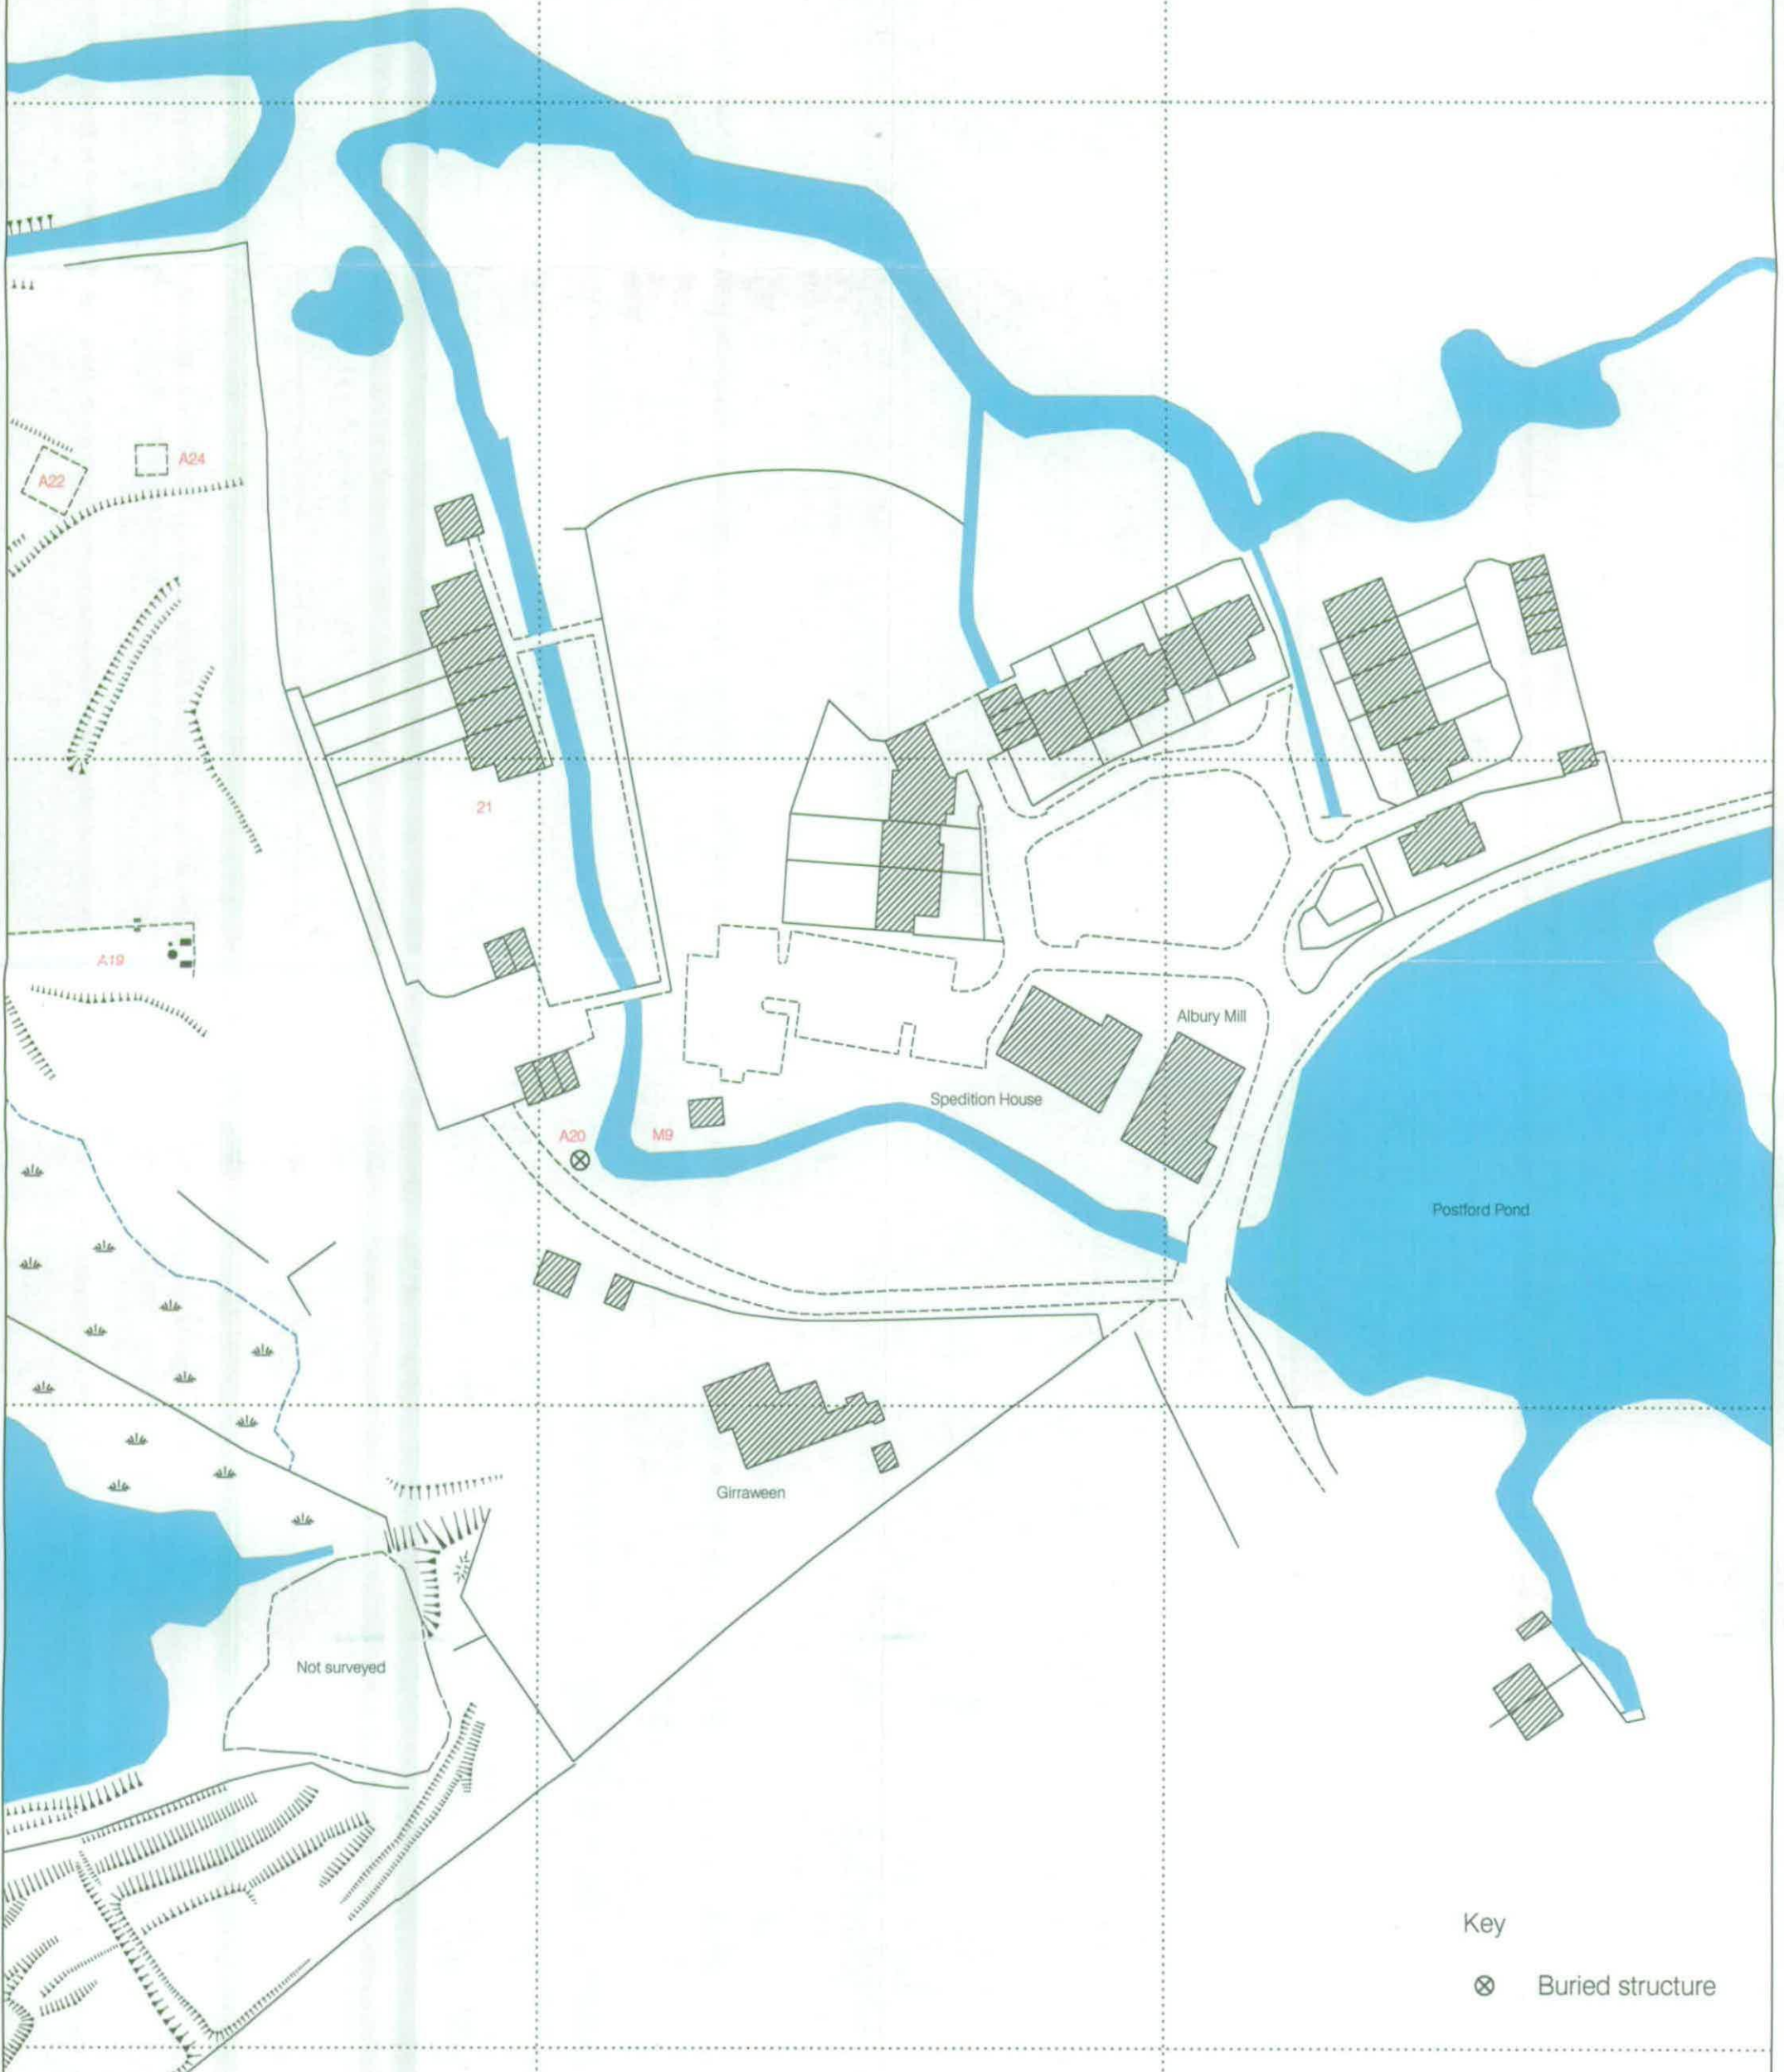 A24
A22
21
A19
Albury Mill
Spedition House
A20
M9
Postford Pond
Girraween
Not surveyed
Key
Buried structure